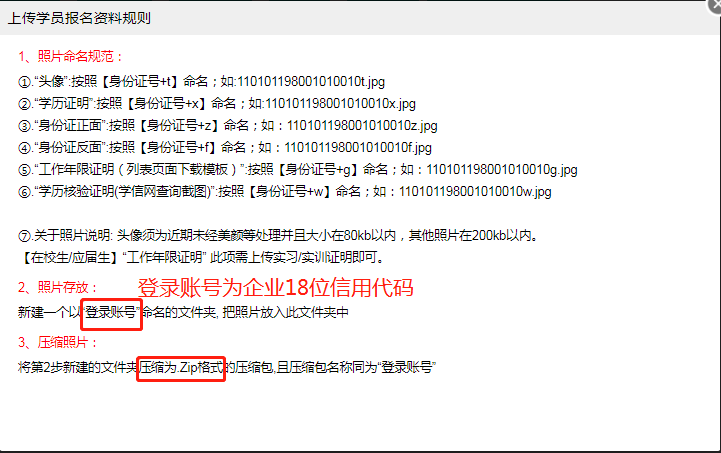 上传学员报名资料规则
1、照片命名规范：
①.“头像”:按照【身份证号+t】命名；如:110101198001010010t.jpg
②.“学历证明”:按照【身份证号+x】命名；如:110101198001010010x.jpg
③.“身份证正面”:按照【身份证号+z】命名；如：110101198001010010z.jpg
④.“身份证反面”:按照【身份证号+f】命名；如：110101198001010010f.jpg
⑤.“工作年限证明（列表页面下载模板）”:按照【身份证号+g】命名；如：110101198001010010g.jpg
⑥.“学历核验证明(学信网查询截图)”:按照【身份证号+w】命名；如：110101198001010010w.jpg
⑦.关于照片说明: 头像须为近期未经美颜等处理并且大小在80kb以内，其他照片在200kb以内。
【在校生/应届生】“工作年限证明” 此项需上传实习/实训证明即可。
2、照片存放：
登录账号为企业18位信用代码
新建一个以“登录账号”命名的文件夹, 把照片放入此文件夹中
3、压缩照片：
将第2步新建的文件夹压缩为.Zip格式的压缩包,且压缩包名称同为“登录账号”